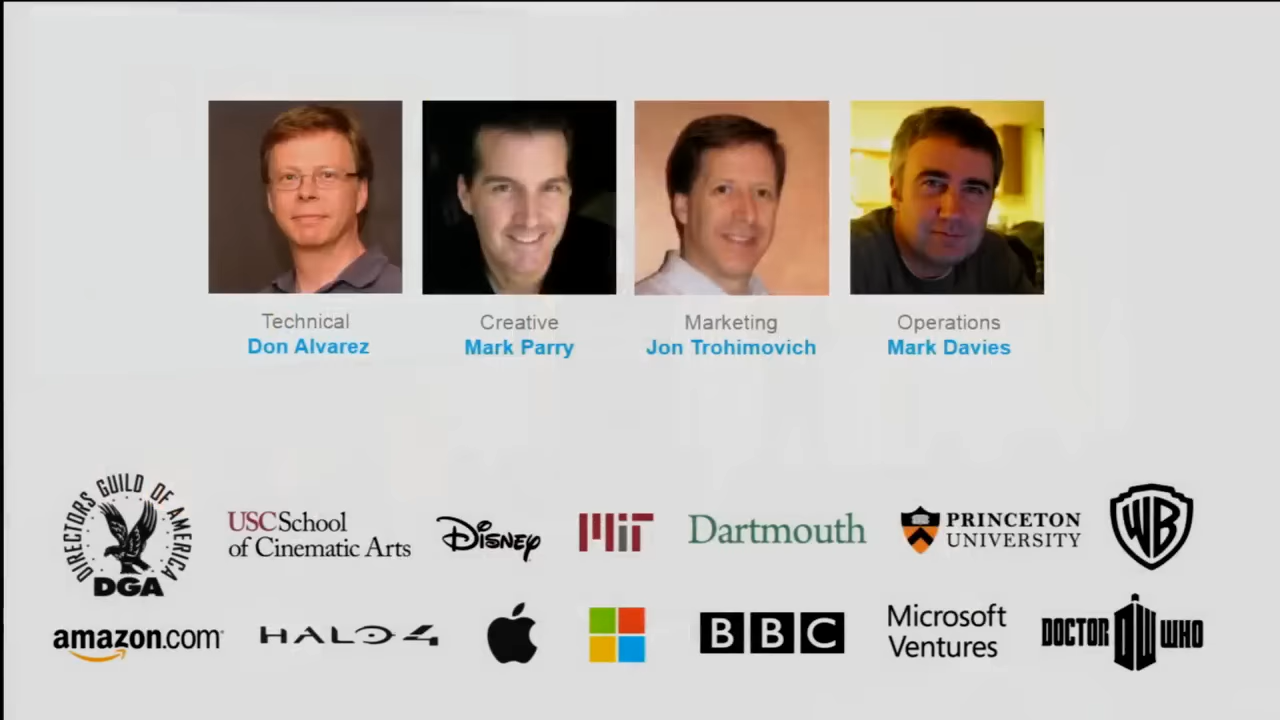 Technical
Don Alvarez
Creative
Mark Parry
Marketing
Jon Trohimovich
Operations
Mark Davies
DIRECTORS GUILD OF AMERICA
DGA
USC School
of Cinematic Arts
Disney
MIT
Dartmouth
PRINCETON
UNIVERSITY
WB
amazon.com
HALO 4
BBC
Microsoft
Ventures
DOCTOR DW WHO